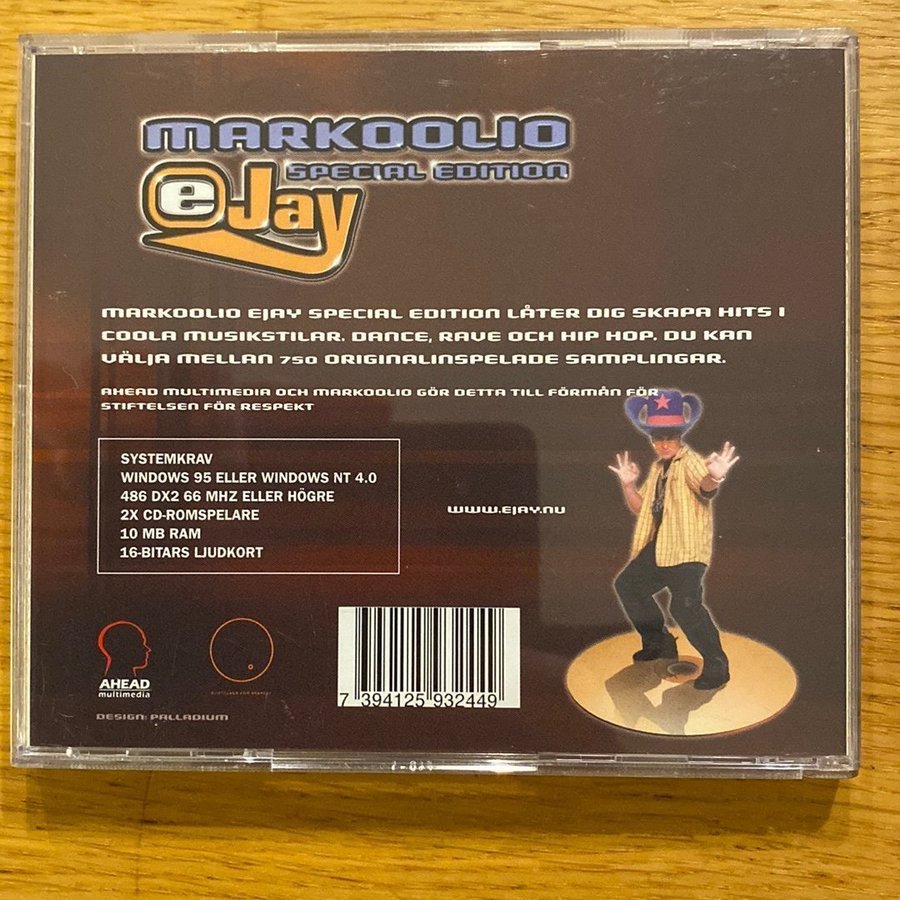 MARKOOLIO
SPECIAL EDITION
eJay
MARKOOLIO EJAY SPECIAL EDITION LÅTER DIG SKAPA HITS I
COOLA MUSIKSTILAR. DANCE, RAVE OCH HIP HOP. DU KAN
VÄLJA MELLAN 750 ORIGINALINSPELADE SAMPLINGAR.
AHEAD MULTIMEDIA OCH MARKOOLIO GÖR DETTA TILL FÖRMÅN FÖR
STIFTELSEN FÖR RESPEKT
SYSTEMKRAV
WINDOWS 95 ELLER WINDOWS NT 4.0
486 DX2 66 MHZ ELLER HÖGRE
2X CD-ROMSPELARE
10 MB RAM
16-BITARS LJUDKORT
WWW.EJAY.NU
AHEAD
multimedia
7 394125 932449
DESIGN: PALLADIUM